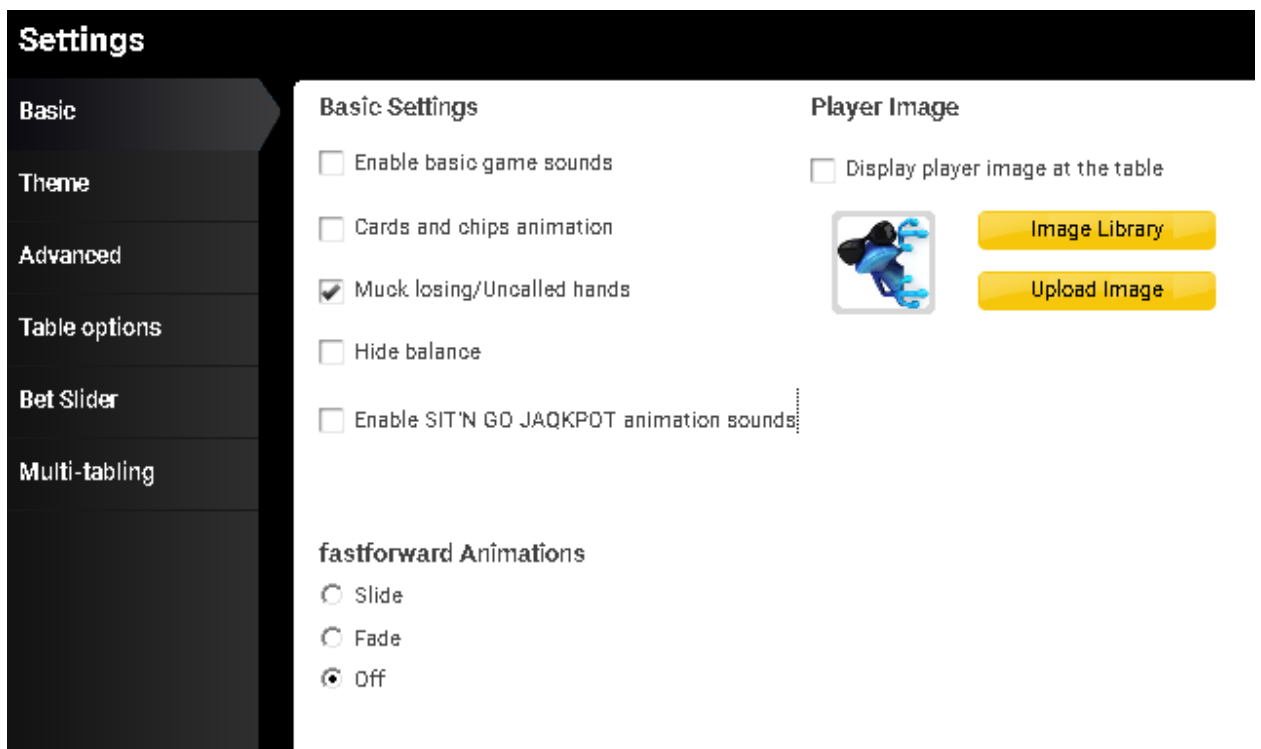 Settings
Basic
Theme
Advanced
Table options
Bet Slider
Multi-tabling
Basic Settings
Enable basic game sounds
Cards and chips animation
Muck losing/Uncalled hands
Hide balance
Enable SIT'N GO JAQKPOT animation sounds
fastforward Animations
Slide
Fade
Off
Player Image
Display player image at the table
Image Library
Upload Image